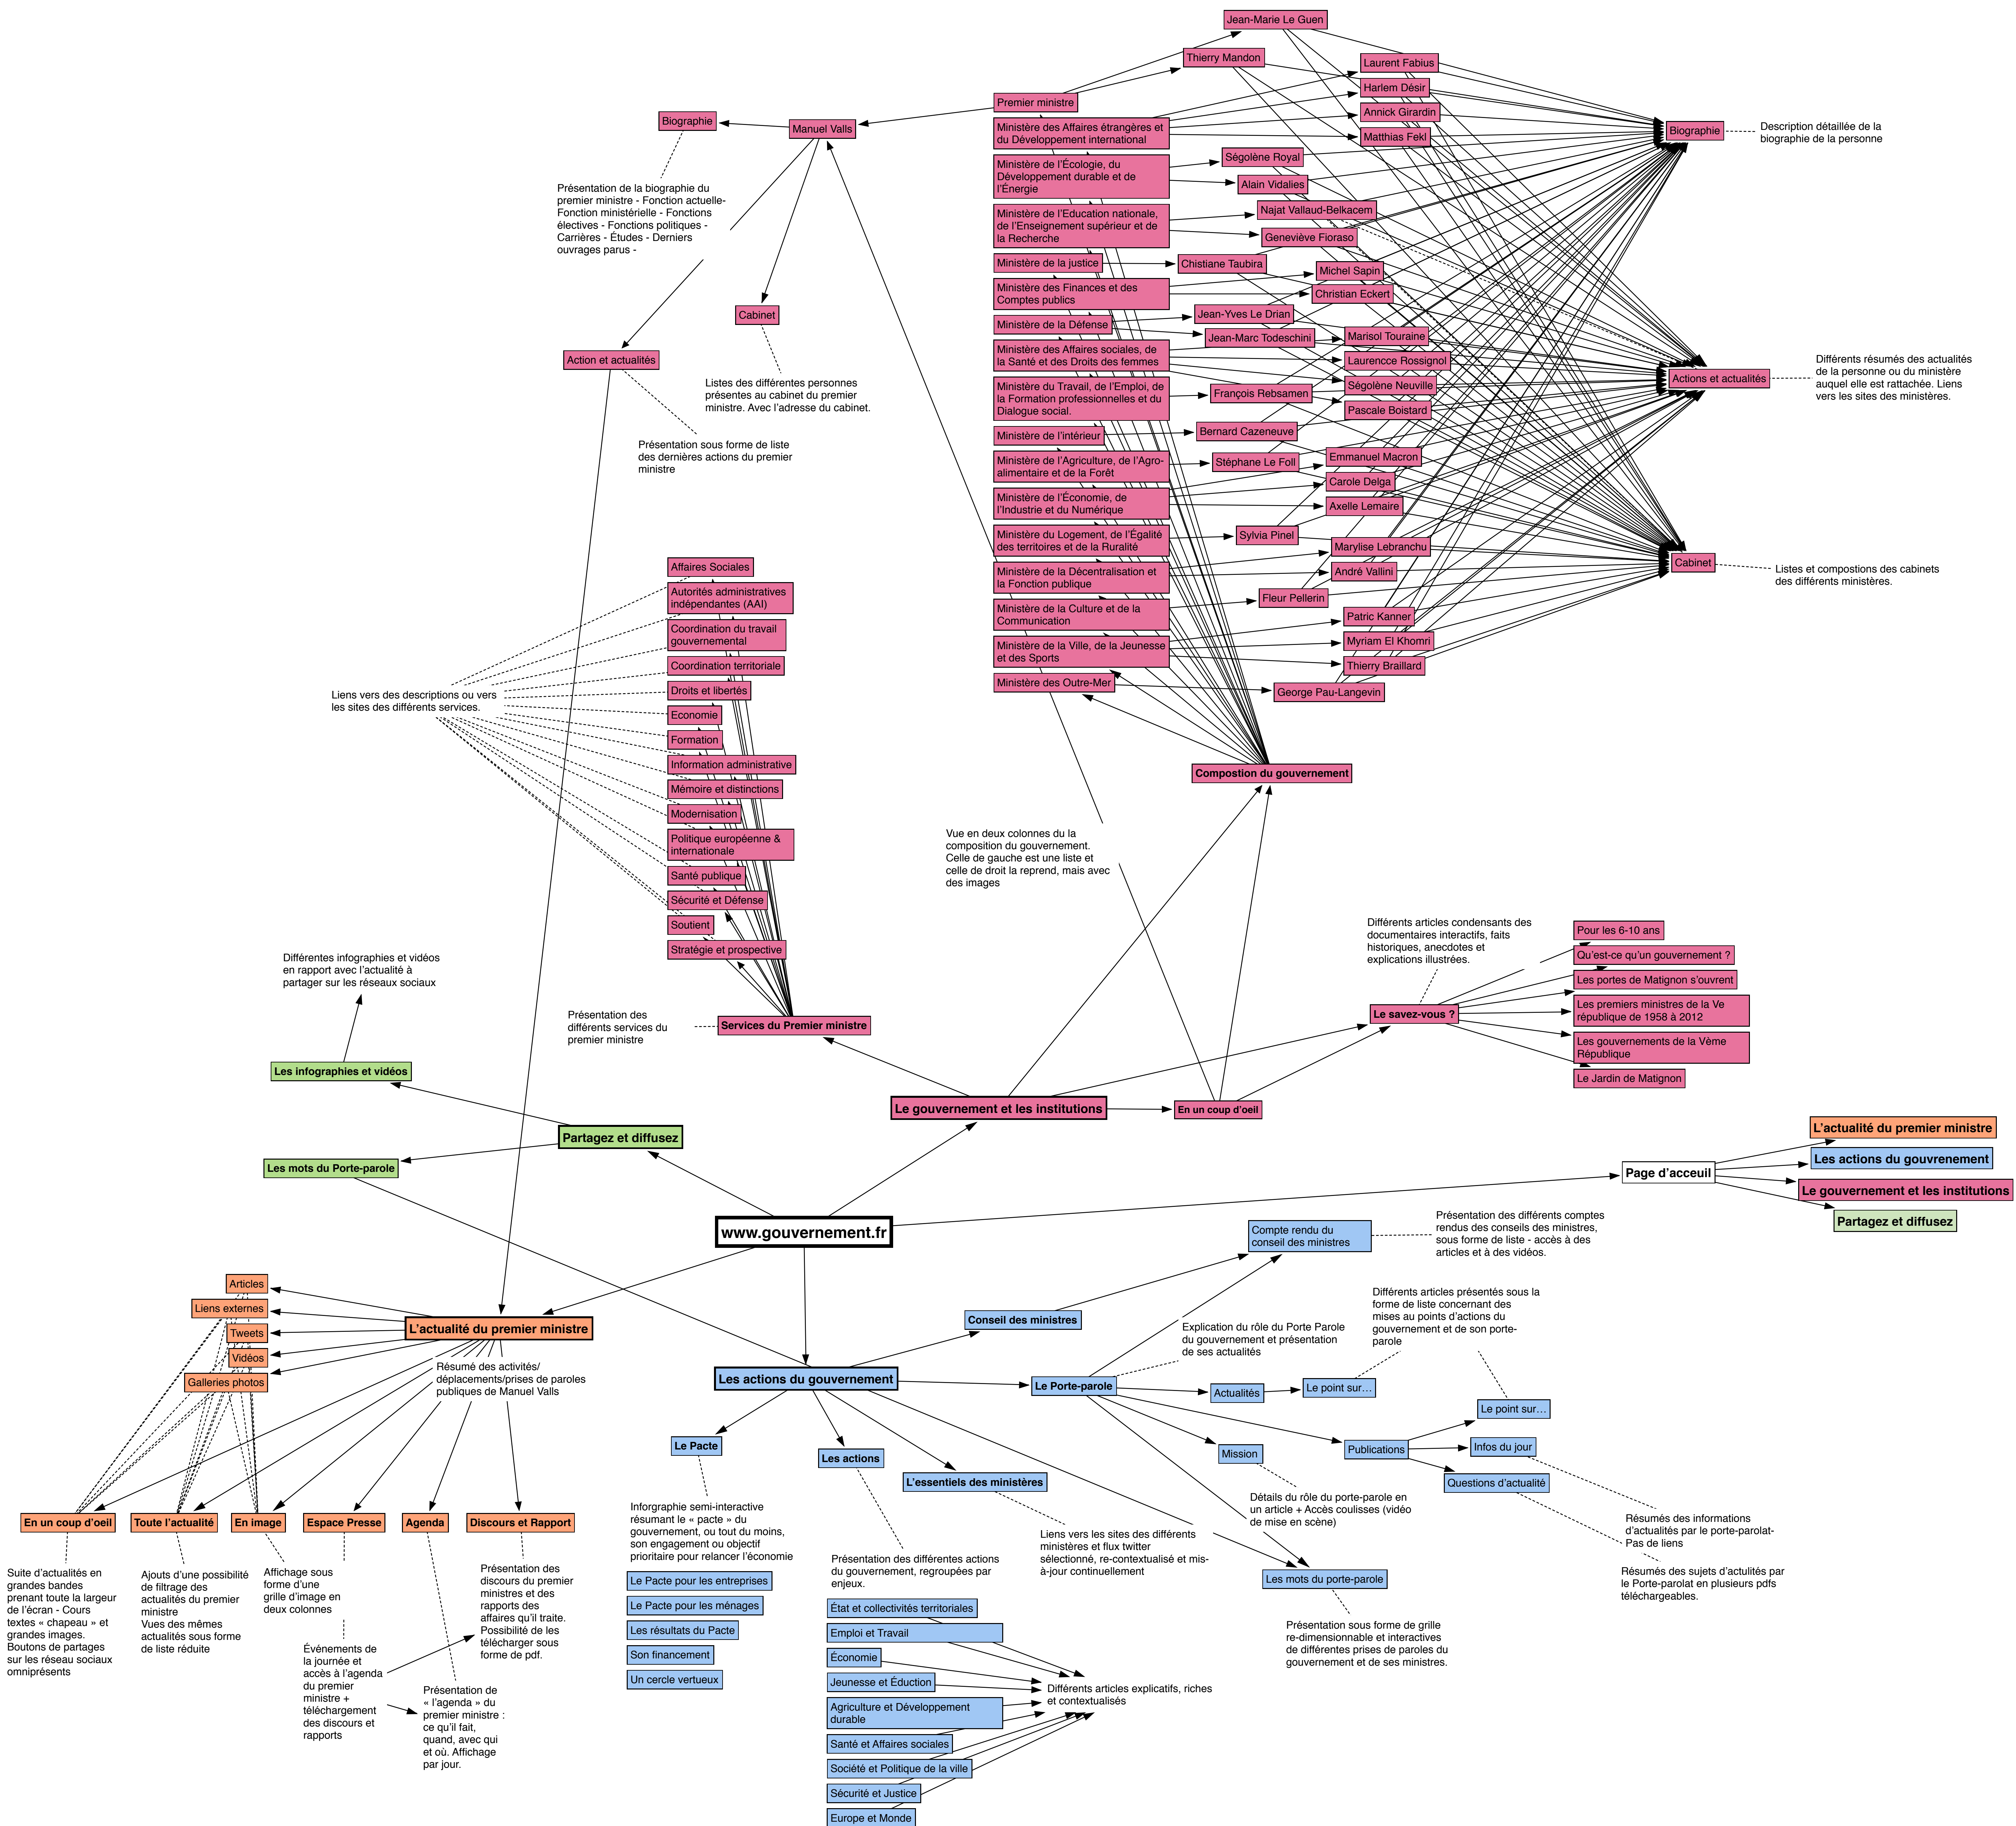 Jean-Marie Le Guen
Thierry Mandon
Laurent Fabius
Harlem Désir
Annick Girardin
Matthias Fekl
Premier ministre
Ministère des Affaires étrangères et
du Développement international
Ministère de l'Écologie, du
Développement durable et de
l'Énergie
Ministère de l'Education nationale,
de l'Enseignement supérieur et de
la Recherche
Ministère de la justice
Ministère des Finances et des
Comptes publics
Ministère de la Défense
Ministère des Affaires sociales, de
la Santé et des Droits des femmes
Ministère du Travail, de l'Emploi, de
la Formation professionnelles et du
Dialogue social.
Ministère de l'intérieur
Ministère de l'Agriculture, de l'Agro-
alimentaire et de la Forêt
Ministère de l'Économie, de
l'Industrie et du Numérique
Ministère du Logement, de l'Égalité
des territoires et de la Ruralité
Ministère de la Décentralisation et
la Fonction publique
Ministère de la Culture et de la
Communication
Ministère de la Ville, de la Jeunesse
et des Sports
Ministère des Outre-Mer
Ségolène Royal
Alain Vidalies
Najat Vallaud-Belkacem
Geneviève Fioraso
Chistiane Taubira
Michel Sapin
Christian Eckert
Jean-Yves Le Drian
Jean-Marc Todeschini
Marisol Touraine
Laurencce Rossignol
Ségolène Neuville
Pascale Boistard
François Rebsamen
Bernard Cazeneuve
Stéphane Le Foll
Emmanuel Macron
Carole Delga
Axelle Lemaire
Sylvia Pinel
Marylise Lebranchu
André Vallini
Fleur Pellerin
Patric Kanner
Myriam El Khomri
Thierry Braillard
George Pau-Langevin
Biographie
Description détaillée de la
biographie de la personne
Actions et actualités
Différents résumés des actualités
de la personne ou du ministère
auquel elle est rattachée. Liens
vers les sites des ministères.
Cabinet
Listes et compostions des cabinets
des différents ministères.
Manuel Valls
Biographie
Présentation de la biographie du
premier ministre - Fonction actuelle-
Fonction ministérielle - Fonctions
électives - Fonctions politiques -
Carrières - Études - Derniers
ouvrages parus -
Cabinet
Listes des différentes personnes
présentes au cabinet du premier
ministre. Avec l'adresse du cabinet.
Action et actualités
Présentation sous forme de liste
des dernières actions du premier
ministre
Affaires Sociales
Autorités administratives
indépendantes (AAI)
Coordination du travail
gouvernemental
Coordination territoriale
Droits et libertés
Economie
Formation
Information administrative
Mémoire et distinctions
Modernisation
Politique européenne &
internationale
Santé publique
Sécurité et Défense
Soutient
Stratégie et prospective
Liens vers des descriptions ou vers
les sites des différents services.
Compostion du gouvernement
Vue en deux colonnes du la
composition du gouvernement.
Celle de gauche est une liste et
celle de droit la reprend, mais avec
des images
Différents articles condensants des
documentaires interactifs, faits
historiques, anecdotes et
explications illustrées.
Le savez-vous ?
Pour les 6-10 ans
Qu'est-ce qu'un gouvernement ?
Les portes de Matignon s'ouvrent
Les premiers ministres de la Ve
république de 1958 à 2012
Les gouvernements de la Vème
République
Le Jardin de Matignon
Présentation des
différents services du
premier ministre
Services du Premier ministre
Différentes infographies et vidéos
en rapport avec l'actualité à
partager sur les réseaux sociaux
Les infographies et vidéos
Partagez et diffusez
Les mots du Porte-parole
Le gouvernement et les institutions
En un coup d'oeil
www.gouvernement.fr
Page d'acceuil
L'actualité du premier ministre
Les actions du gouvrenement
Le gouvernement et les institutions
Partagez et diffusez
Articles
Liens externes
Tweets
Vidéos
Galleries photos
L'actualité du premier ministre
Résumé des activités/
déplacements/prises de paroles
publiques de Manuel Valls
En un coup d'oeil
Toute l'actualité
En image
Espace Presse
Agenda
Discours et Rapport
Suite d'actualités en
grandes bandes
prenant toute la largeur
de l'écran - Cours
textes « chapeau » et
grandes images.
Boutons de partages
sur les réseau sociaux
omniprésents
Ajouts d'une possibilité
de filtrage des
actualités du premier
ministre
Vues des mêmes
actualités sous forme
de liste réduite
Affichage sous
forme d'une
grille d'image en
deux colonnes
Événements de
la journée et
accès à l'agenda
du premier
ministre +
téléchargement
des discours et
rapports
Présentation de
« l'agenda » du
premier ministre :
ce qu'il fait,
quand, avec qui
et où. Affichage
par jour.
Présentation des
discours du premier
ministres et des
rapports des
affaires qu'il traite.
Possibilité de les
télécharger sous
forme de pdf.
Les actions du gouvernement
Conseil des ministres
Compte rendu du
conseil des ministres
Présentation des différents comptes
rendus des conseils des ministres,
sous forme de liste - accès à des
articles et à des vidéos.
Explication du rôle du Porte Parole
du gouvernement et présentation
de ses actualités
Différents articles présentés sous la
forme de liste concernant des
mises au points d'actions du
gouvernement et de son porte-
parole
Le Porte-parole
Actualités
Le point sur…
Le point sur…
Publications
Infos du jour
Questions d'actualité
Mission
Détails du rôle du porte-parole en
un article + Accès coulisses (vidéo
de mise en scène)
Résumés des informations
d'actualités par le porte-parolat-
Pas de liens
Résumés des sujets d'actulités par
le Porte-parolat en plusieurs pdfs
téléchargeables.
Les mots du porte-parole
Présentation sous forme de grille
re-dimensionnable et interactives
de différentes prises de paroles du
gouvernement et de ses ministres.
Le Pacte
Inforgraphie semi-interactive
résumant le « pacte » du
gouvernement, ou tout du moins,
son engagement ou objectif
prioritaire pour relancer l'économie
Le Pacte pour les entreprises
Le Pacte pour les ménages
Les résultats du Pacte
Son financement
Un cercle vertueux
Les actions
Présentation des différentes actions
du gouvernement, regroupées par
enjeux.
État et collectivités territoriales
Emploi et Travail
Économie
Jeunesse et Éduction
Agriculture et Développement
durable
Santé et Affaires sociales
Société et Politique de la ville
Sécurité et Justice
Europe et Monde
Différents articles explicatifs, riches
et contextualisés
L'essentiels des ministères
Liens vers les sites des différents
ministères et flux twitter
sélectionné, re-contextualisé et mis-
à-jour continuellement